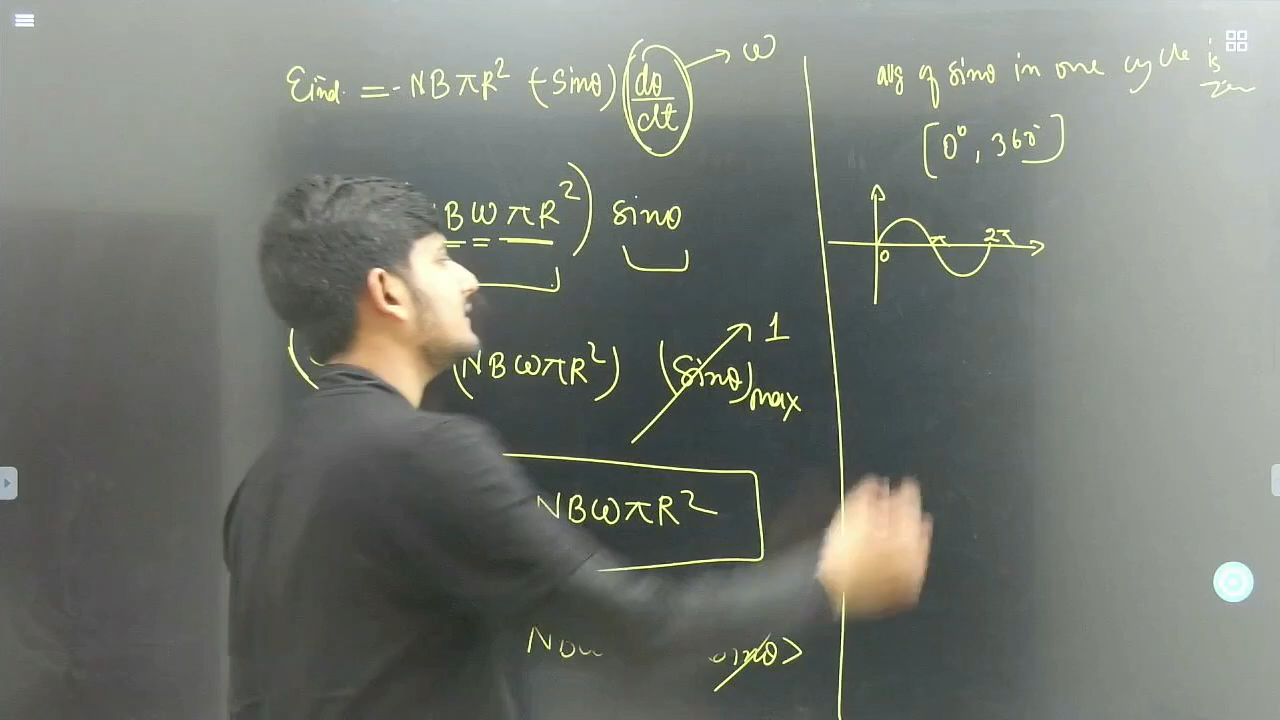 Eind. = - NBπR² (-Sinθ) (dθ/dt) → ω
BωπR²) sinθ
(NBωπR²) (Sinθ)max 1
NBωπR²
sinθ>
avg of sinθ in one cycle is zero
[0°, 360°]
0 π 2π